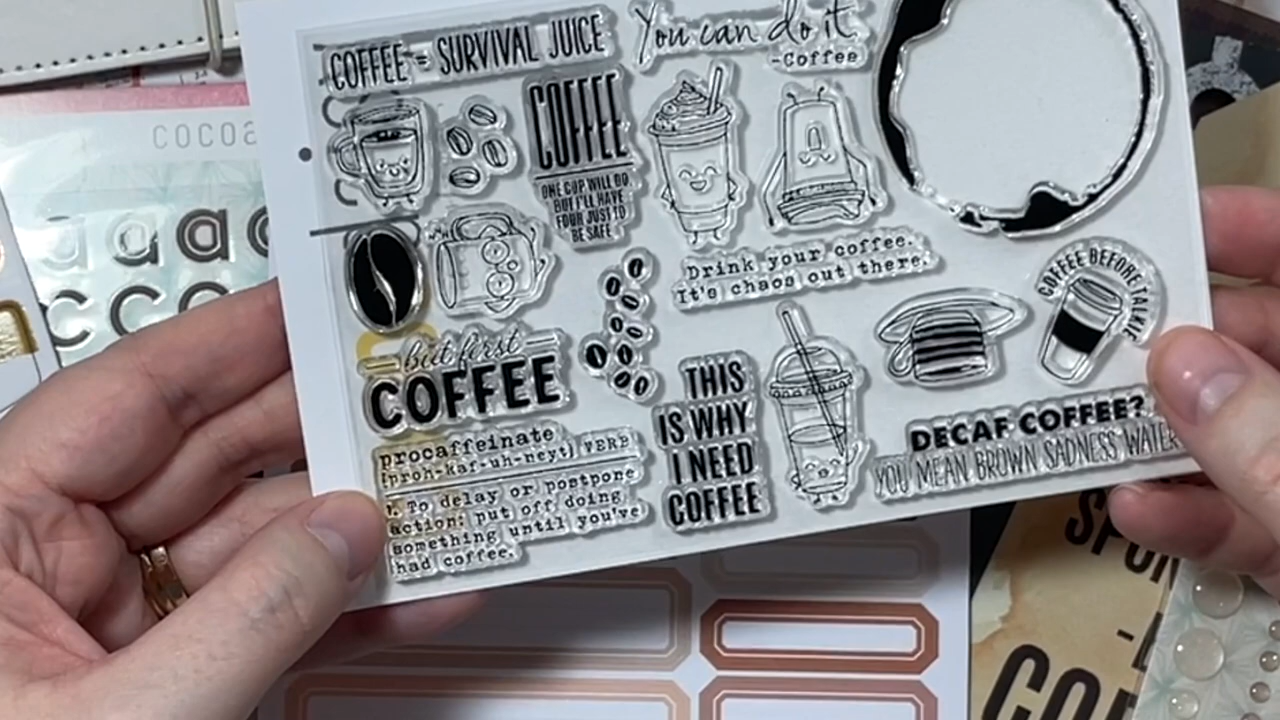 COFFEE = SURVIVAL JUICE
You can do it
-Coffee
COCOA
COFFEE
ONE CUP WILL DO
BUT I'LL HAVE
FOUR JUST TO
BE SAFE
Drink your coffee.
It's chaos out there.
COFFEE BEFORE TALKIE
a a a
c c c
but first
COFFEE
THIS
IS WHY
I NEED
COFFEE
DECAF COFFEE?
YOU MEAN BROWN SADNESS WATER
procaffeinate
(proh-kaf-uh-neyt) VERB
1. To delay or postpone
action; put off doing
something until you've
had coffee.